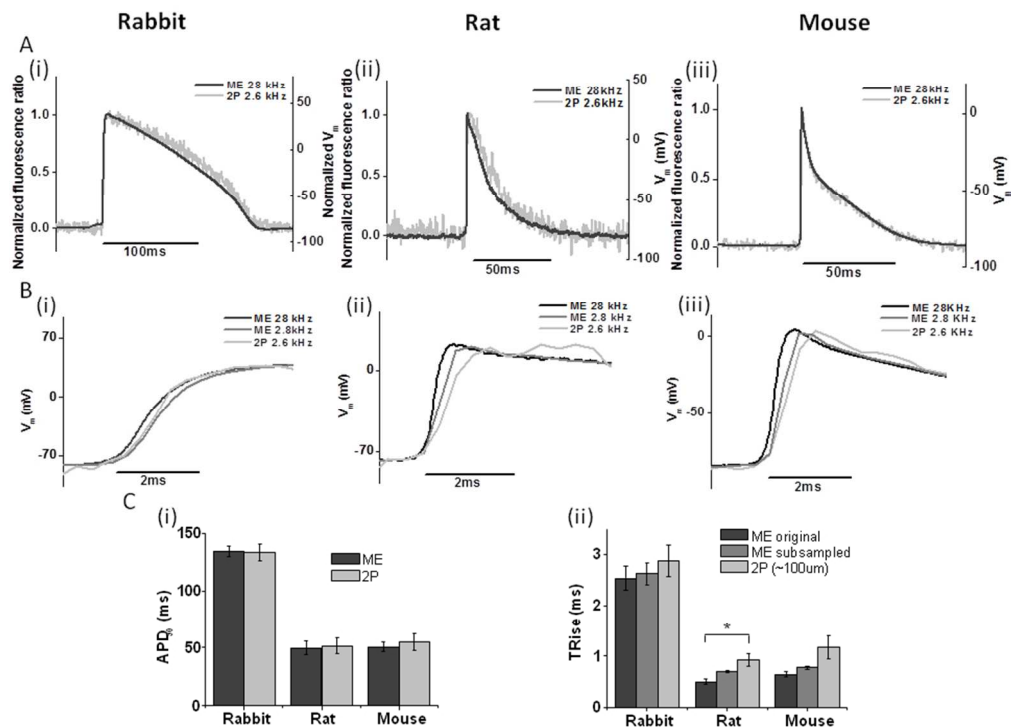 Rabbit
Rat
Mouse
A
(i)
ME 28 kHz
2P 2.6 kHz
Normalized fluorescence ratio
1.0
0.5
0.0
50
0
-50
-100
Normalized Vm
100ms
(ii)
ME 28kHz
2P 2.6kHz
Normalized fluorescence ratio
1.0
0.5
0.0
50
0
-50
-100
Vm (mV)
50ms
(iii)
ME 28kHz
2P 2.6kHz
Normalized fluorescence ratio
1.0
0.5
0.0
0
-50
-100
Vm (mV)
50ms
B
(i)
ME 28 kHz
ME 2.8kHz
2P 2.6 kHz
70
0
-70
Vm (mV)
2ms
(ii)
ME 28 kHz
ME 2.8 kHz
2P 2.6 kHz
0
-70
Vm (mV)
2ms
(iii)
ME 28KHz
ME 2.8 KHz
2P 2.6 KHz
0
-50
Vm (mV)
2ms
C
(i)
150
100
50
0
APD (ms)
ME
2P
Rabbit
Rat
Mouse
(ii)
ME original
ME subsampled
2P (~100um)
3
2
1
0
TRise (ms)
*
Rabbit
Rat
Mouse